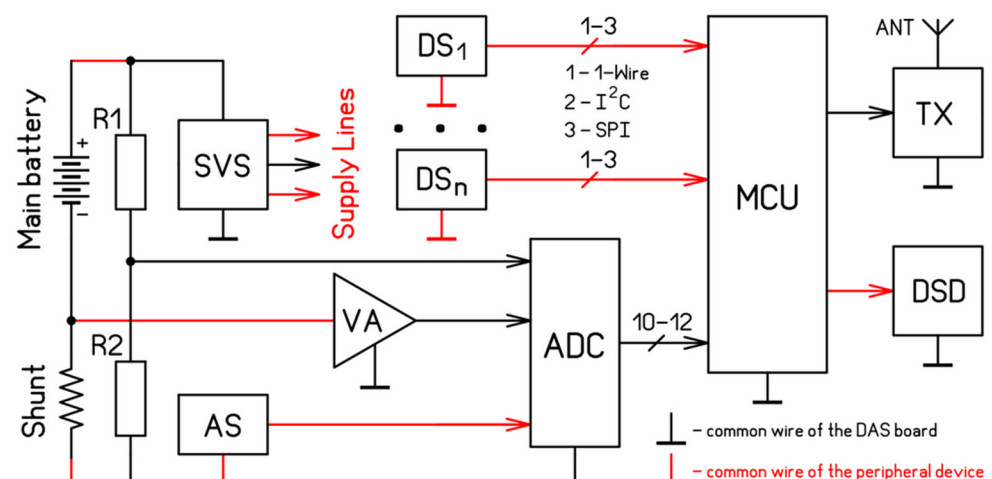 DS1
1-3
1-1-Wire
2-I²C
3-SPI
DSn
1-3
MCU
ANT
TX
DSD
Main battery
+
−
R1
SVS
Supply Lines
VA
ADC
10-12
Shunt
R2
AS
– common wire of the DAS board
– common wire of the peripheral device